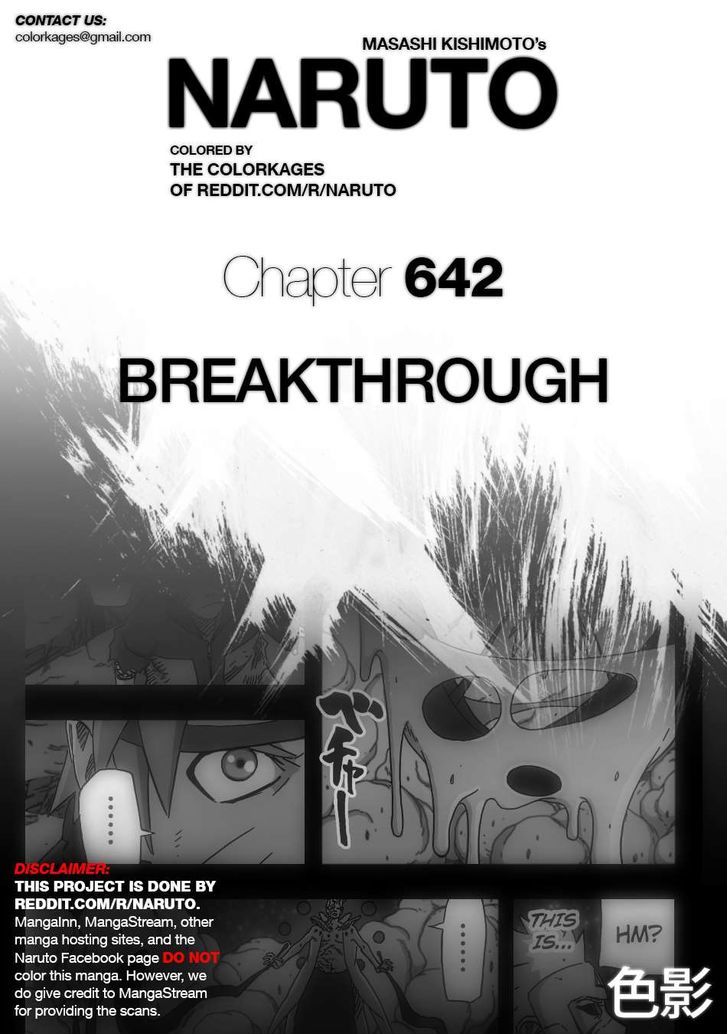 CONTACT US:
colorkages@gmail.com
MASASHI KISHIMOTO's
NARUTO
COLORED BY
THE COLORKAGES
OF REDDIT.COM/R/NARUTO
Chapter 642
BREAKTHROUGH
ベチャー
......
DISCLAIMER:
THIS PROJECT IS DONE BY
REDDIT.COM/R/NARUTO.
MangaInn, MangaStream, other
manga hosting sites, and the
Naruto Facebook page DO NOT
color this manga. However, we
do give credit to MangaStream
for providing the scans.
......
THIS
IS...
HM?
色影